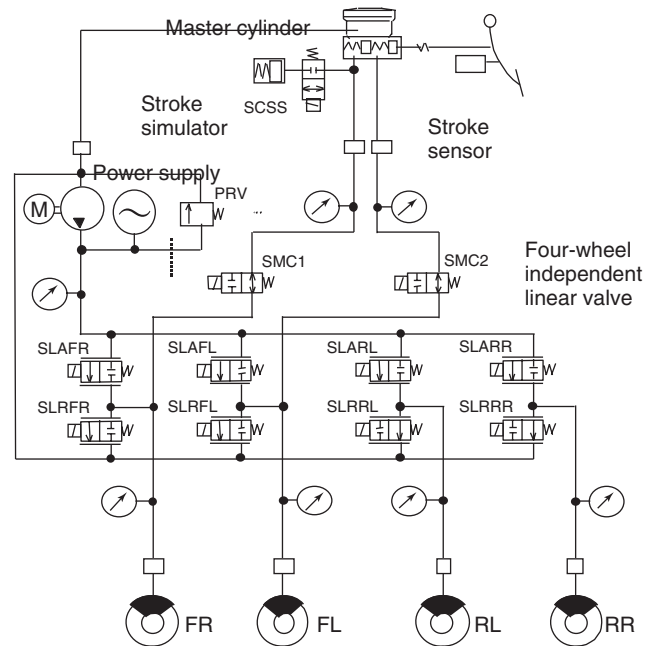 Master cylinder
SCSS
Stroke
simulator
Stroke
sensor
Power supply
PRV
M
...
SMC1
SMC2
Four-wheel
independent
linear valve
SLAFR
SLAFL
SLARL
SLARR
SLRFR
SLRFL
SLRRL
SLRRR
FR
FL
RL
RR